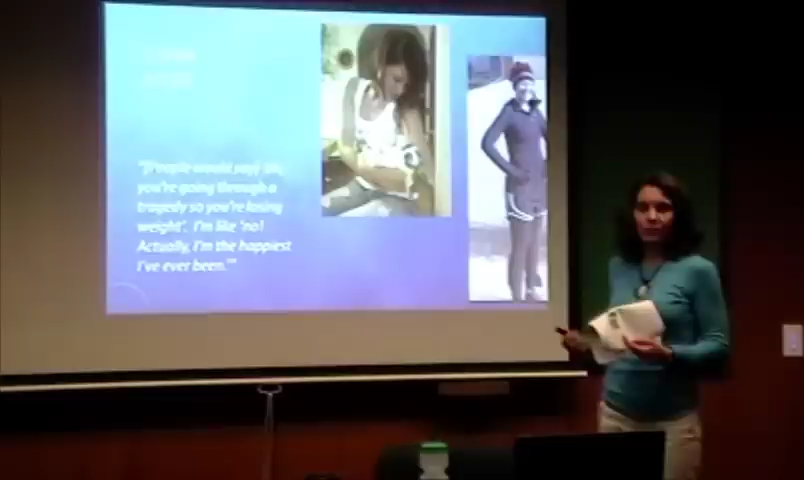 "[People would say] 'oh,
you're going through a
tragedy so you're losing
weight'. I'm like 'no!
Actually, I'm the happiest
I've ever been.'"